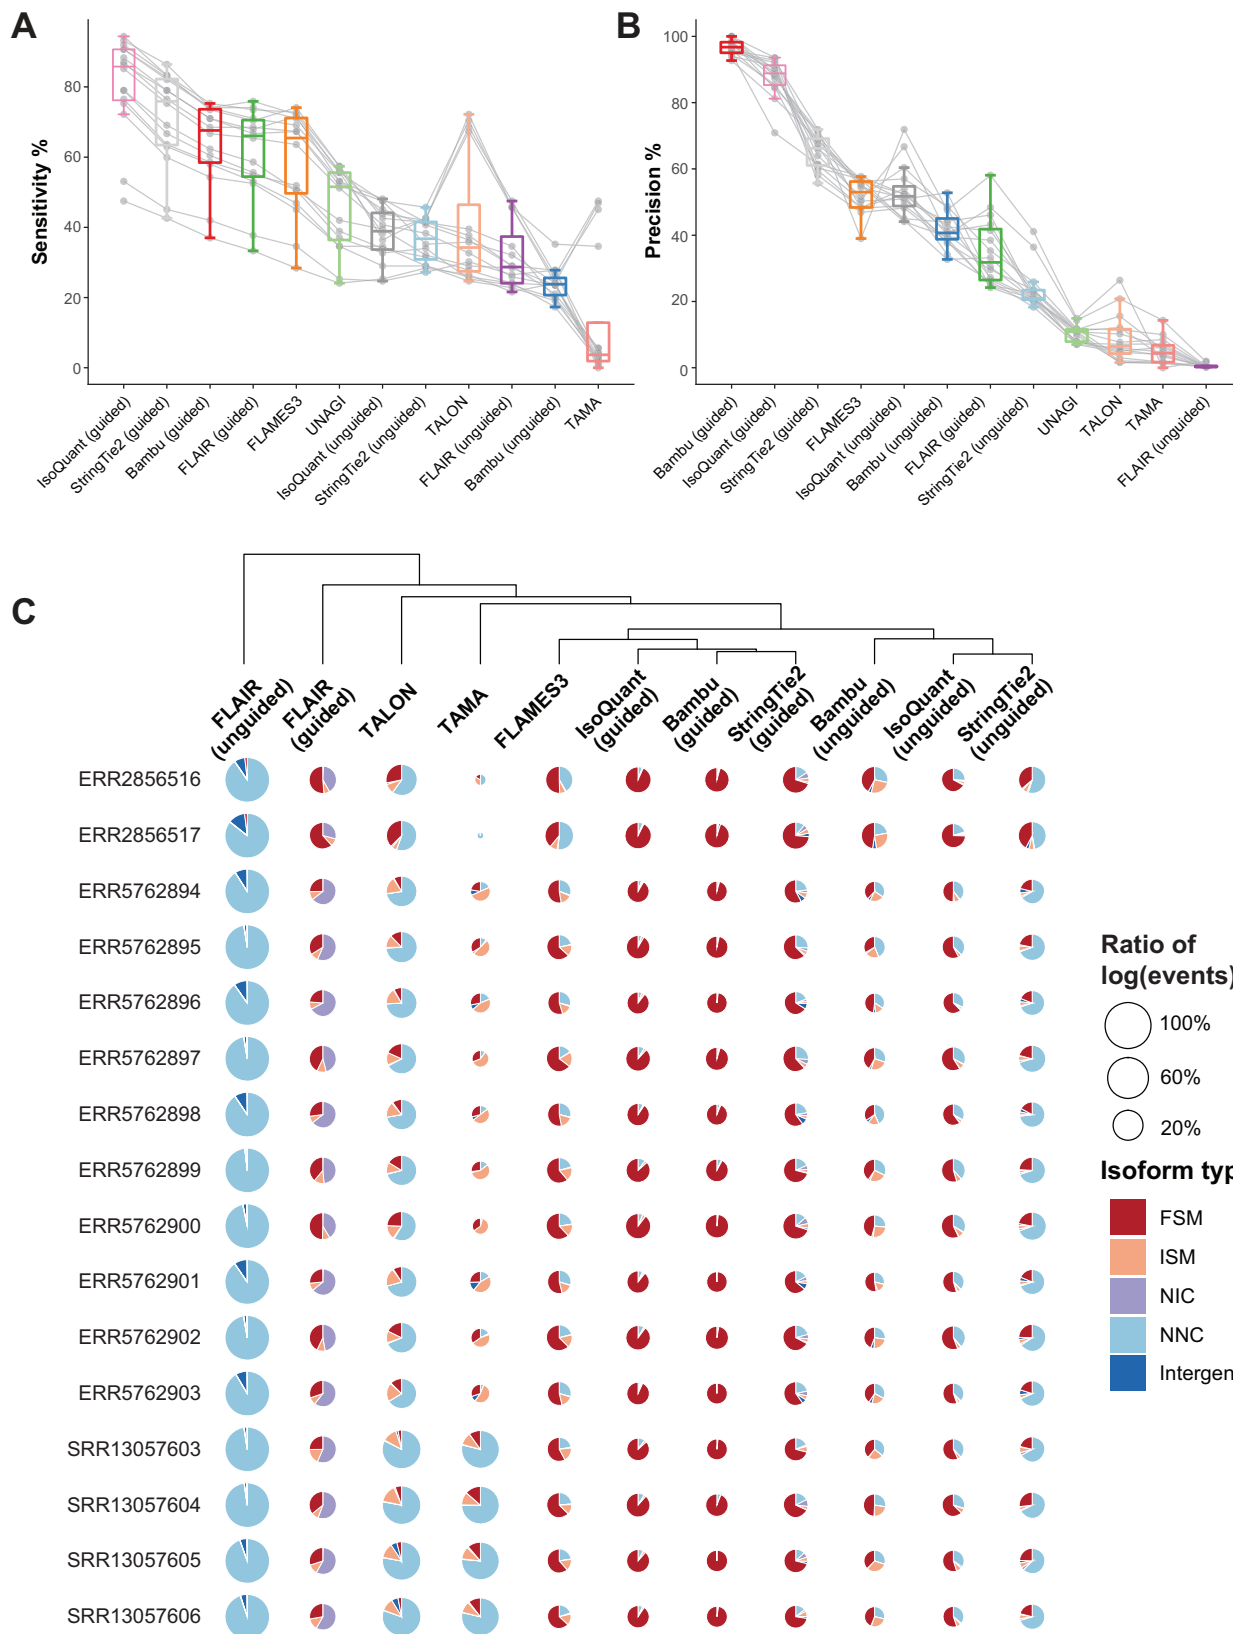 A
B
Sensitivity %
80
60
40
20
0
IsoQuant (guided)
StringTie2 (guided)
Bambu (guided)
FLAIR (guided)
FLAMES3
UNAGI
IsoQuant (unguided)
StringTie2 (unguided)
TALON
FLAIR (unguided)
Bambu (unguided)
TAMA
Precision %
100
80
60
40
20
0
Bambu (guided)
IsoQuant (guided)
StringTie2 (guided)
FLAMES3
IsoQuant (unguided)
Bambu (unguided)
FLAIR (guided)
StringTie2 (unguided)
UNAGI
TALON
TAMA
FLAIR (unguided)
C
FLAIR
(unguided)
FLAIR
(guided)
TALON
TAMA
FLAMES3
IsoQuant
(guided)
Bambu
(guided)
StringTie2
(guided)
Bambu
(unguided)
IsoQuant
(unguided)
StringTie2
(unguided)
ERR2856516
ERR2856517
ERR5762894
ERR5762895
ERR5762896
ERR5762897
ERR5762898
ERR5762899
ERR5762900
ERR5762901
ERR5762902
ERR5762903
SRR13057603
SRR13057604
SRR13057605
SRR13057606
Ratio of
log(events)
100%
60%
20%
Isoform typ
FSM
ISM
NIC
NNC
Intergen